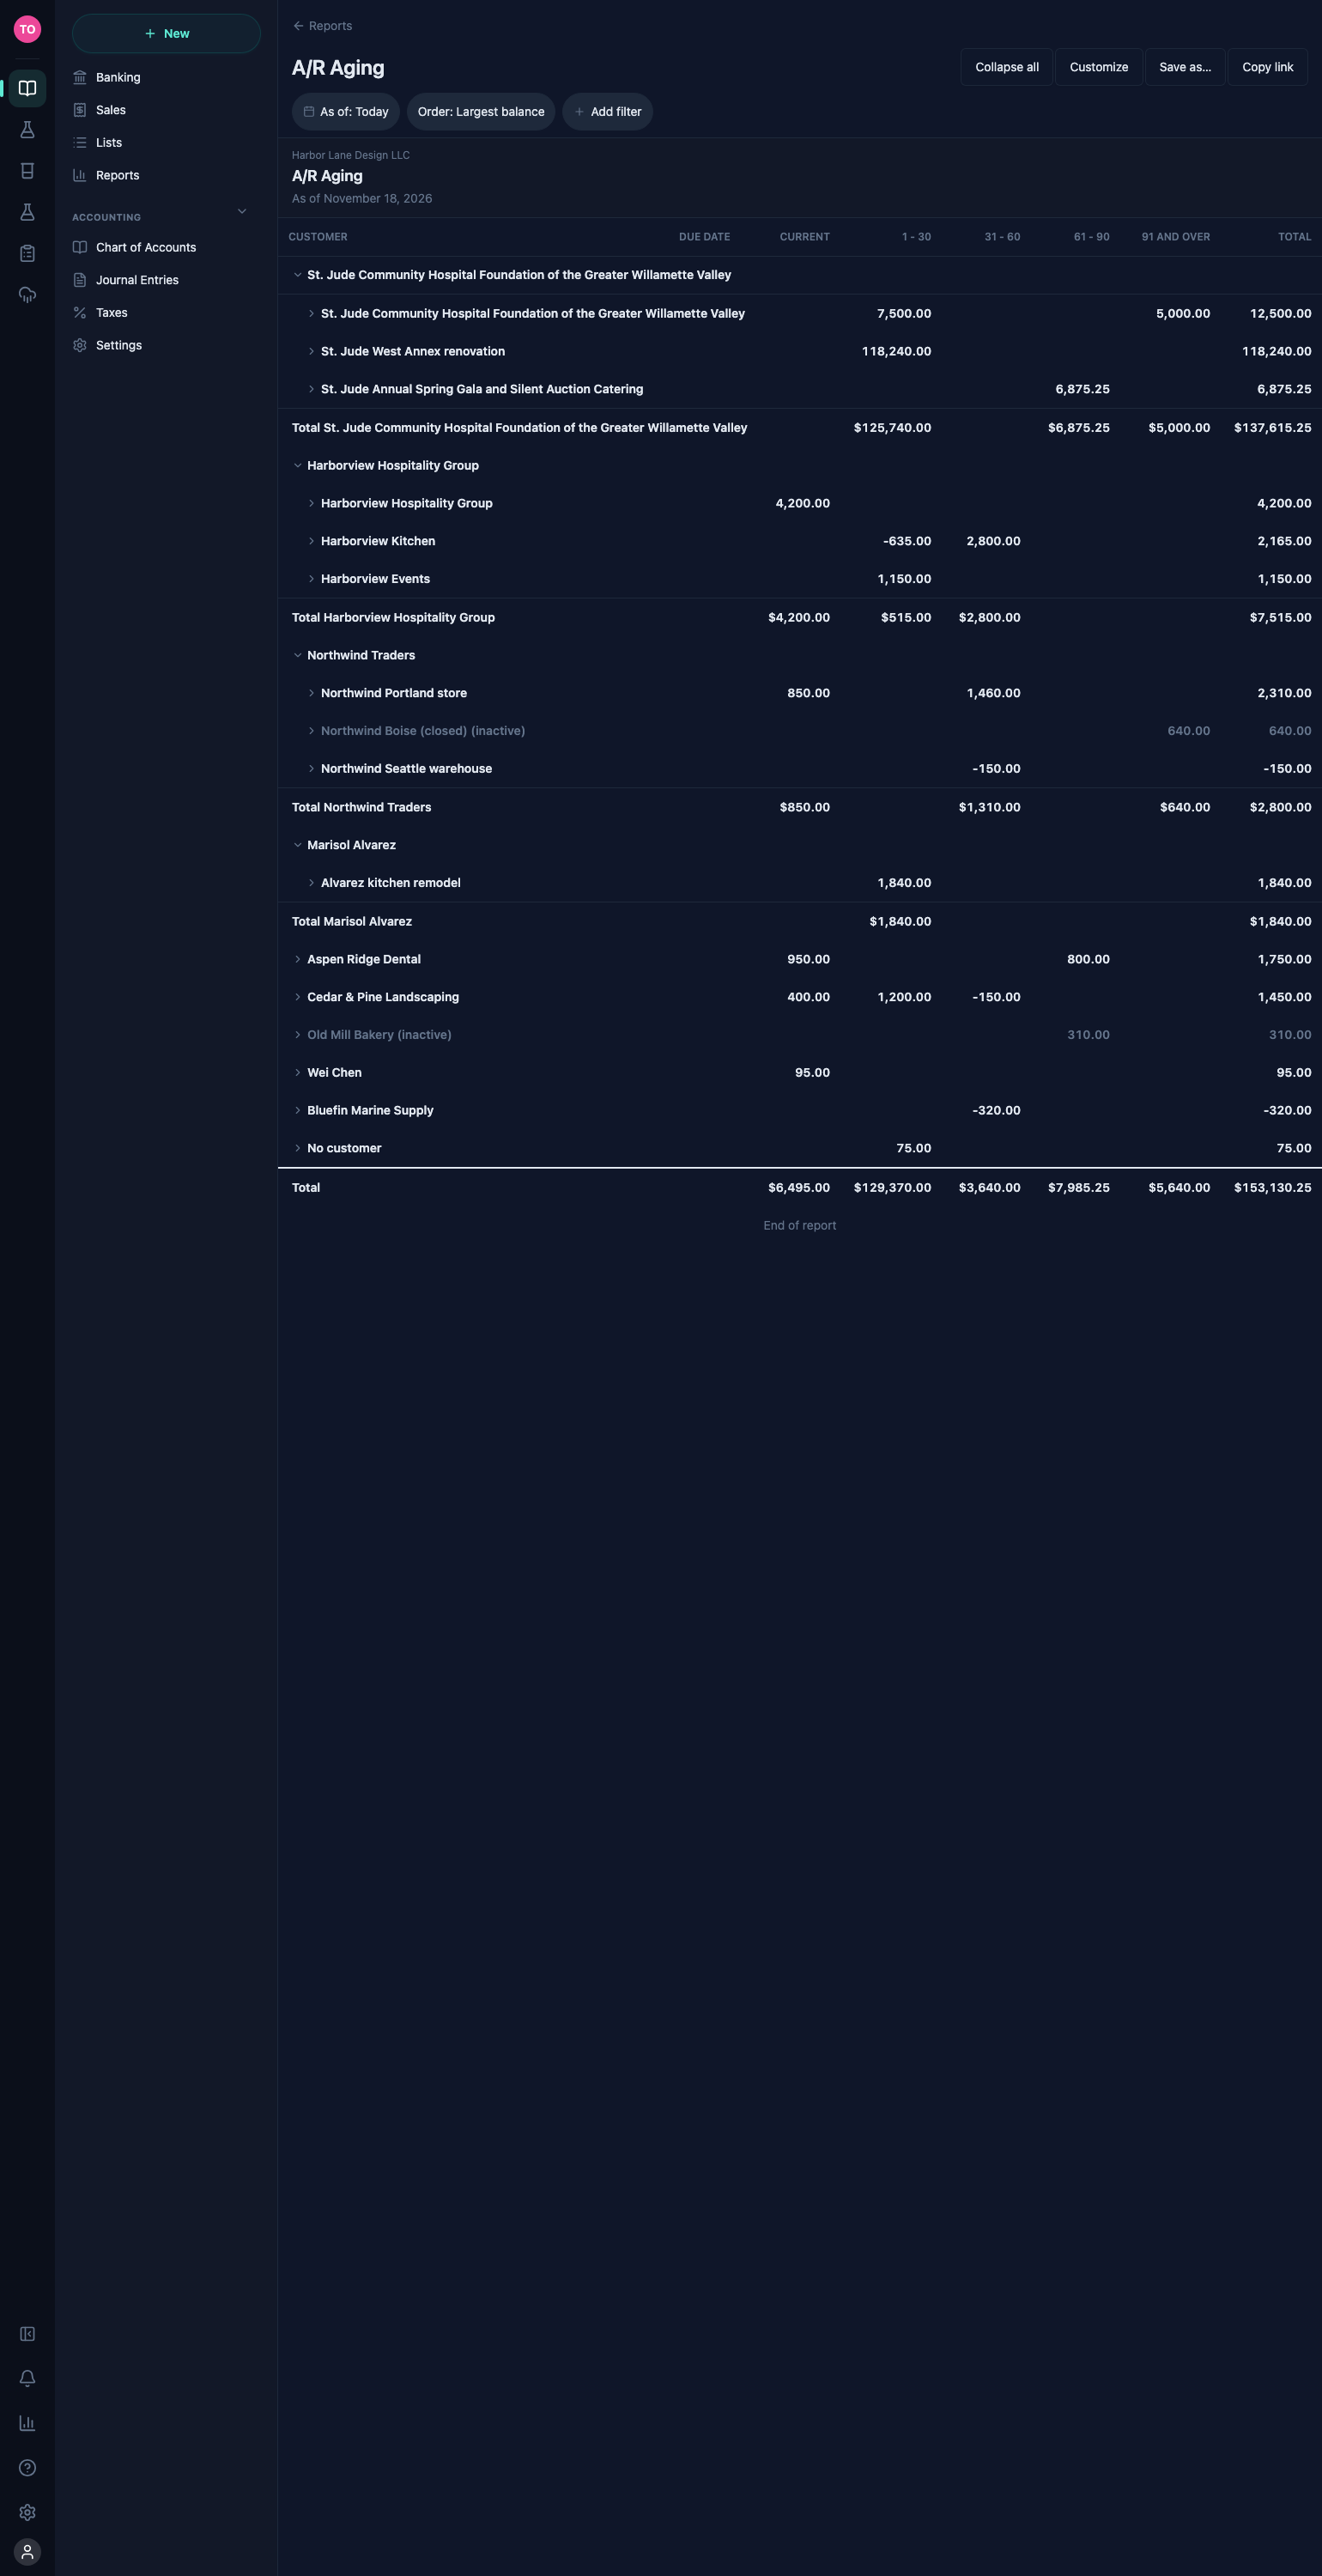 TO
New
Banking
Sales
Lists
Reports
ACCOUNTING
Chart of Accounts
Journal Entries
Taxes
Settings
Reports
A/R Aging
Collapse all Customize Save as... Copy link
As of: Today Order: Largest balance Add filter
Harbor Lane Design LLC
A/R Aging
As of November 18, 2026
CUSTOMER DUE DATE CURRENT 1 - 30 31 - 60 61 - 90 91 AND OVER TOTAL
St. Jude Community Hospital Foundation of the Greater Willamette Valley
St. Jude Community Hospital Foundation of the Greater Willamette Valley 7,500.00 5,000.00 12,500.00
St. Jude West Annex renovation 118,240.00 118,240.00
St. Jude Annual Spring Gala and Silent Auction Catering 6,875.25 6,875.25
Total St. Jude Community Hospital Foundation of the Greater Willamette Valley $125,740.00 $6,875.25 $5,000.00 $137,615.25
Harborview Hospitality Group
Harborview Hospitality Group 4,200.00 4,200.00
Harborview Kitchen -635.00 2,800.00 2,165.00
Harborview Events 1,150.00 1,150.00
Total Harborview Hospitality Group $4,200.00 $515.00 $2,800.00 $7,515.00
Northwind Traders
Northwind Portland store 850.00 1,460.00 2,310.00
Northwind Boise (closed) (inactive) 640.00 640.00
Northwind Seattle warehouse -150.00 -150.00
Total Northwind Traders $850.00 $1,310.00 $640.00 $2,800.00
Marisol Alvarez
Alvarez kitchen remodel 1,840.00 1,840.00
Total Marisol Alvarez $1,840.00 $1,840.00
Aspen Ridge Dental 950.00 800.00 1,750.00
Cedar & Pine Landscaping 400.00 1,200.00 -150.00 1,450.00
Old Mill Bakery (inactive) 310.00 310.00
Wei Chen 95.00 95.00
Bluefin Marine Supply -320.00 -320.00
No customer 75.00 75.00
Total $6,495.00 $129,370.00 $3,640.00 $7,985.25 $5,640.00 $153,130.25
End of report